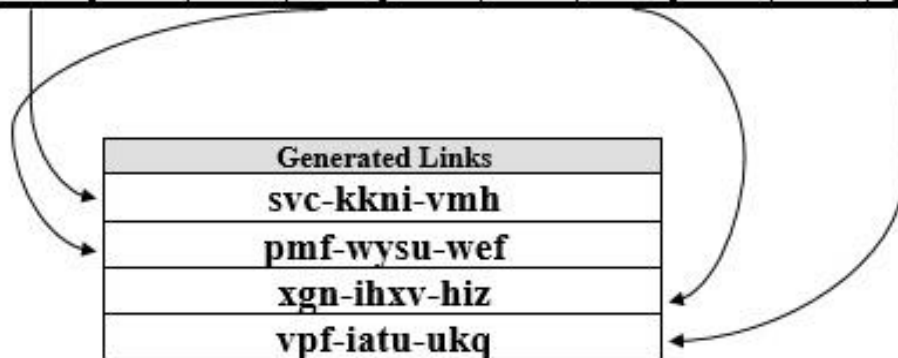 Generated Links
svc-kkni-vmh
pmf-wysu-wef
xgn-ihxv-hiz
vpf-iatu-ukq